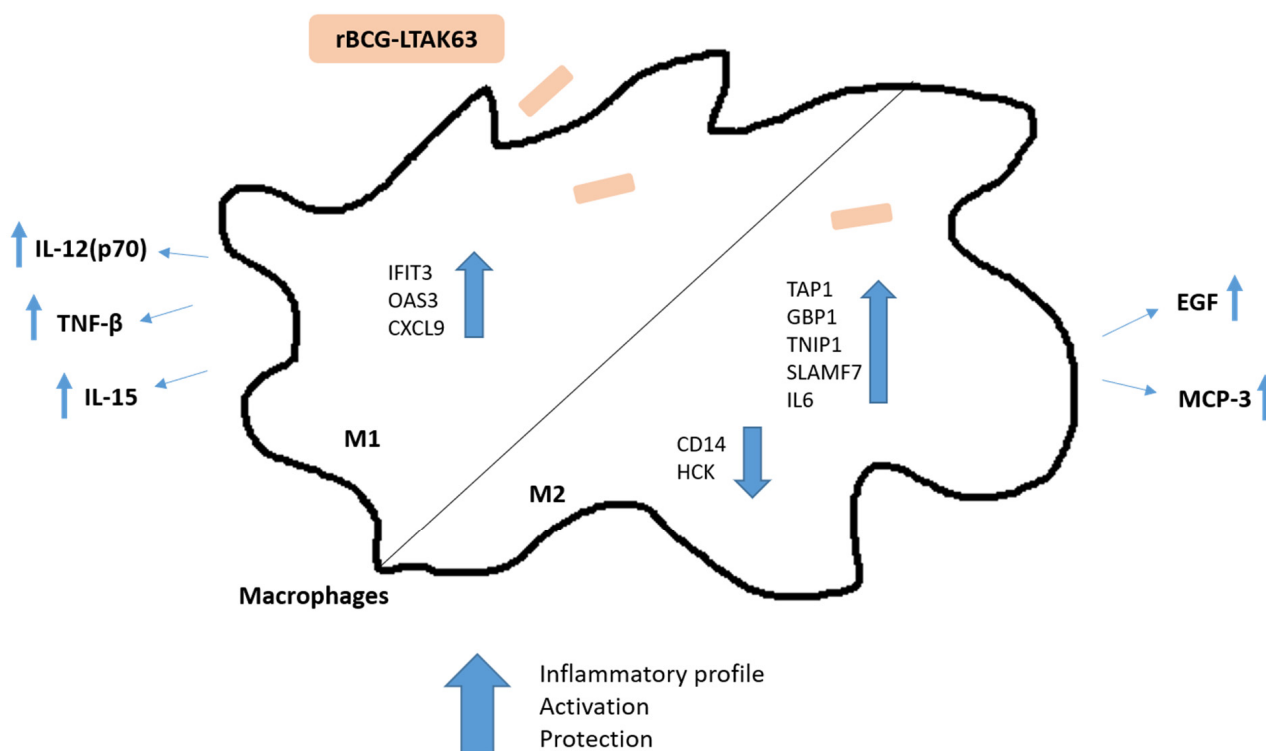 rBCG-LTAK63
IL-12(p70)
TNF-β
IL-15
IFIT3
OAS3
CXCL9
M1
TAP1
GBP1
TNIP1
SLAMF7
IL6
CD14
HCK
M2
EGF
MCP-3
Macrophages
Inflammatory profile
Activation
Protection